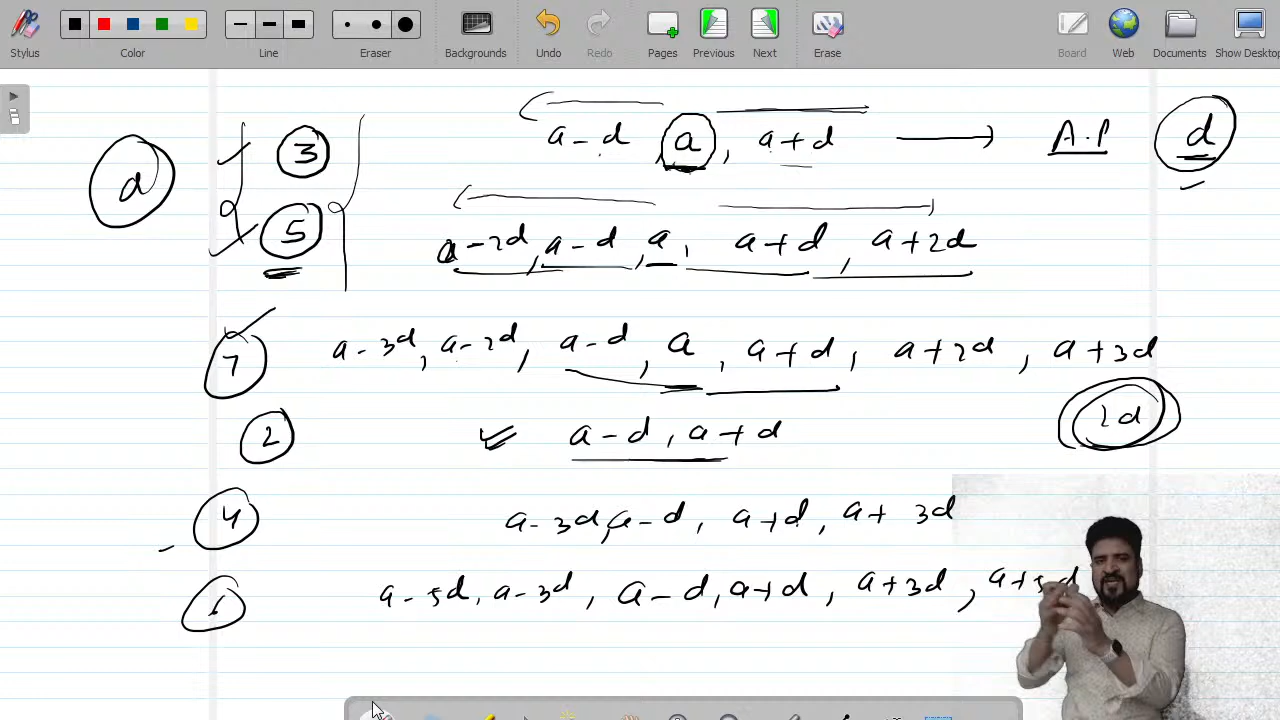 Stylus Color Line Eraser Backgrounds Undo Redo Pages Previous Next Erase Board Web Documents Show Desktop
3 a - d , a , a + d → A.P d
d
5 a - 2d , a - d , a , a + d , a + 2d
7 a - 3d , a - 2d , a - d , a , a + d , a + 2d , a + 3d
2 a - d , a + d 2d
4 a - 3d , a - d , a + d , a + 3d
6 a - 5d , a - 3d , a - d , a + d , a + 3d , a + 5d